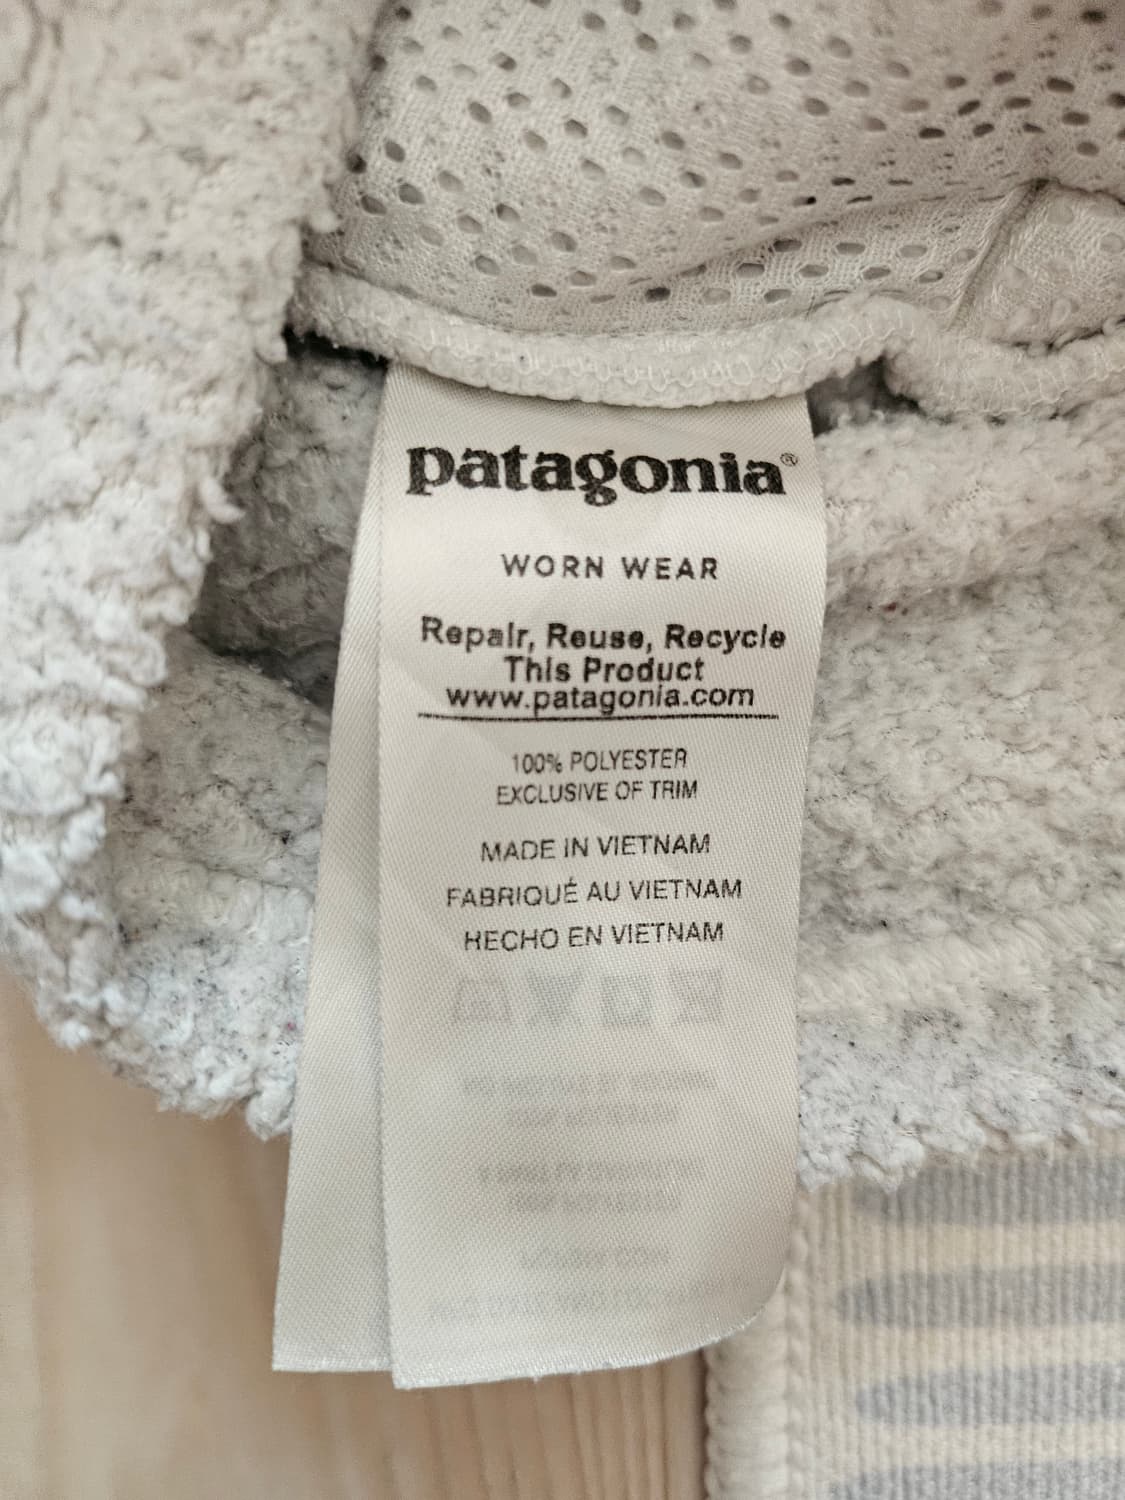 patagonia®
WORN WEAR
Repair, Reuse, Recycle
This Product
www.patagonia.com
100% POLYESTER
EXCLUSIVE OF TRIM
MADE IN VIETNAM
FABRIQUÉ AU VIETNAM
HECHO EN VIETNAM